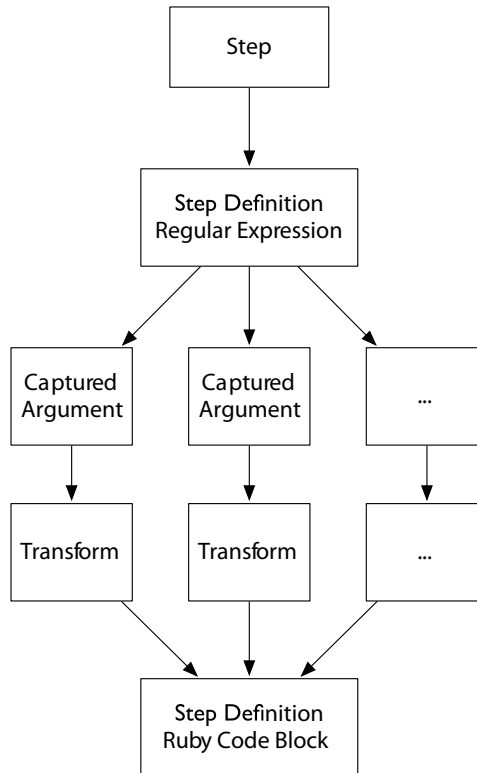 Step
Step Definition
Regular Expression
Captured
Argument
Captured
Argument
...
Transform
Transform
...
Step Definition
Ruby Code Block